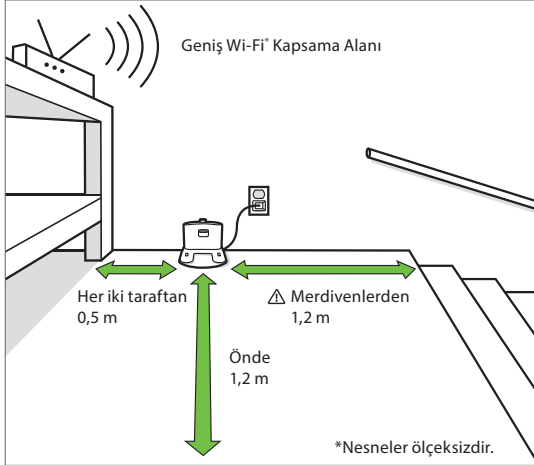 Geniş Wi-Fi* Kapsama Alanı
Her iki taraftan
0,5 m
⚠ Merdivenlerden
1,2 m
Önde
1,2 m
*Nesneler ölçeksizdir.